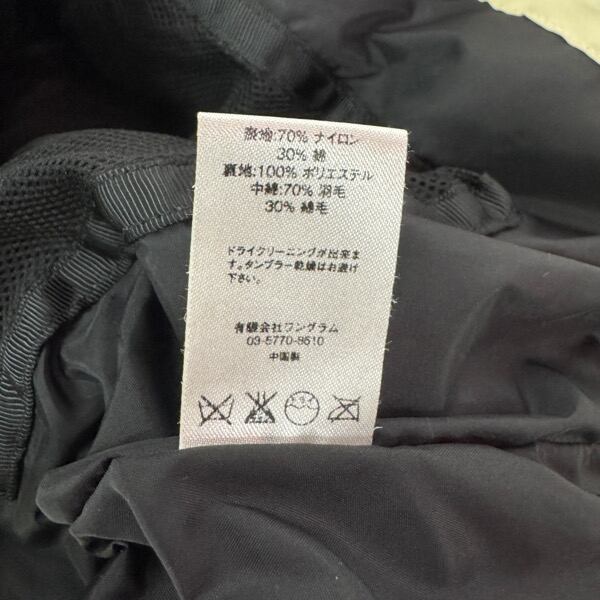 表地:70% ナイロン
30% 綿
裏地:100% ポリエステル
中綿:70% 羽毛
30% 綿毛
ドライクリーニングが出来ま
す。タンブラー乾燥はお避け
下さい。
有限会社ワングラム
03-5770-8610
中国製
ドライ